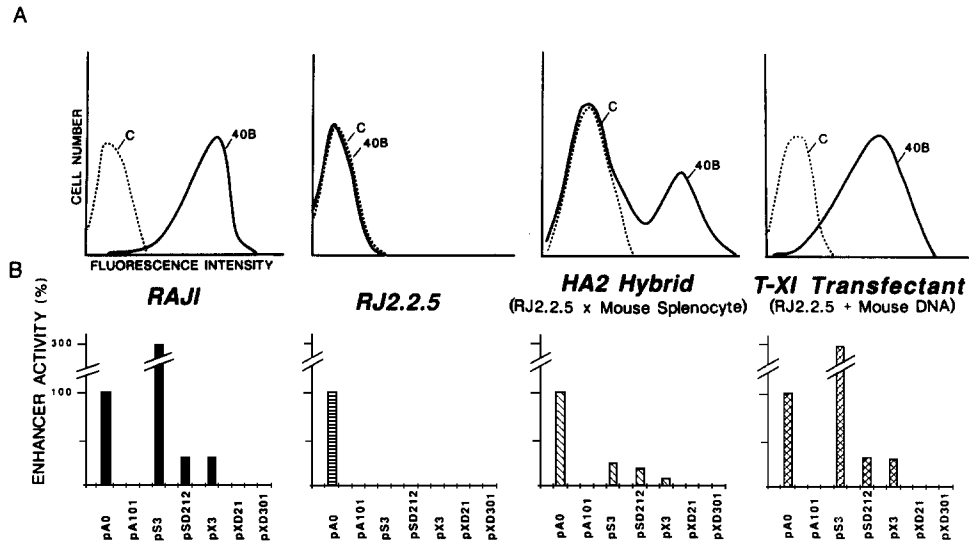 A
CELL NUMBER
C
40B
C
40B
C
40B
C
40B
FLUORESCENCE INTENSITY
RAJI
RJ2.2.5
HA2 Hybrid
(RJ2.2.5 x Mouse Splenocyte)
T-XI Transfectant
(RJ2.2.5 + Mouse DNA)
B
ENHANCER ACTIVITY (%)
300
100
pA0
pA101
pS3
pSD212
pX3
pXD21
pXD301
pA0
pA101
pS3
pSD212
pX3
pXD21
pXD301
pA0
pA101
pS3
pSD212
pX3
pXD21
pXD301
pA0
pA101
pS3
pSD212
pX3
pXD21
pXD301